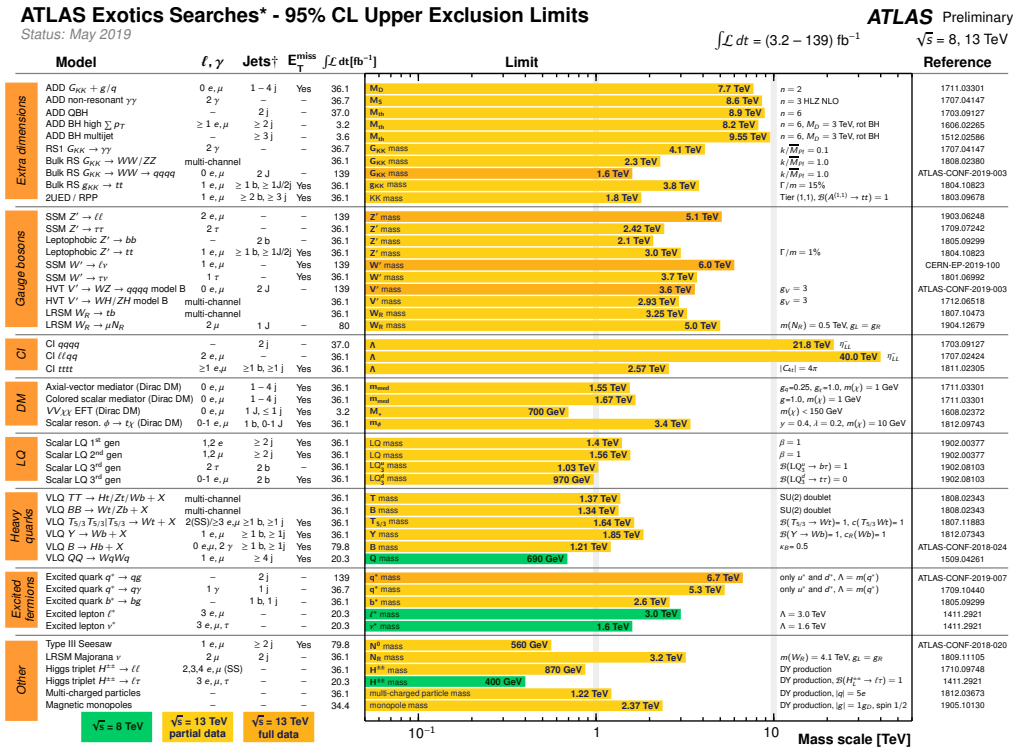 ATLAS Exotics Searches* - 95% CL Upper Exclusion Limits
Status: May 2019
ATLAS Preliminary
∫L dt = (3.2 – 139) fb⁻¹
√s = 8, 13 TeV
Model ℓ, γ Jets† E_T^miss ∫L dt[fb⁻¹] Limit Reference
Extra dimensions
ADD G_KK + g/q 0 e, μ 1 – 4 j Yes 36.1 M_D 7.7 TeV n = 2 1711.03301
ADD non-resonant γγ 2 γ – – 36.7 M_S 8.6 TeV n = 3 HLZ NLO 1707.04147
ADD QBH – 2 j – 37.0 M_th 8.9 TeV n = 6 1703.09127
ADD BH high ∑ p_T ≥ 1 e, μ ≥ 2 j – 3.2 M_th 8.2 TeV n = 6, M_D = 3 TeV, rot BH 1606.02265
ADD BH multijet – ≥ 3 j – 3.6 M_th 9.55 TeV n = 6, M_D = 3 TeV, rot BH 1512.02586
RS1 G_KK → γγ 2 γ – – 36.7 G_KK mass 4.1 TeV k/M̄_Pl = 0.1 1707.04147
Bulk RS G_KK → WW/ZZ multi-channel 36.1 G_KK mass 2.3 TeV k/M̄_Pl = 1.0 1808.02380
Bulk RS G_KK → WW → qqqq 0 e, μ 2 J – 139 G_KK mass 1.6 TeV k/M̄_Pl = 1.0 ATLAS-CONF-2019-003
Bulk RS g_KK → tt 1 e, μ ≥ 1 b, ≥ 1J/2j Yes 36.1 g_KK mass 3.8 TeV Γ/m = 15% 1804.10823
2UED / RPP 1 e, μ ≥ 2 b, ≥ 3 j Yes 36.1 KK mass 1.8 TeV Tier (1,1), B(A^(1,1) → tt) = 1 1803.09678
Gauge bosons
SSM Z′ → ℓℓ 2 e, μ – – 139 Z′ mass 5.1 TeV 1903.06248
SSM Z′ → ττ 2 τ – – 36.1 Z′ mass 2.42 TeV 1709.07242
Leptophobic Z′ → bb – 2 b – 36.1 Z′ mass 2.1 TeV 1805.09299
Leptophobic Z′ → tt 1 e, μ ≥ 1 b, ≥ 1J/2j Yes 36.1 Z′ mass 3.0 TeV Γ/m = 1% 1804.10823
SSM W′ → ℓν 1 e, μ – Yes 139 W′ mass 6.0 TeV CERN-EP-2019-100
SSM W′ → τν 1 τ – Yes 36.1 W′ mass 3.7 TeV 1801.06992
HVT V′ → WZ → qqqq model B 0 e, μ 2 J – 139 V′ mass 3.6 TeV g_V = 3 ATLAS-CONF-2019-003
HVT V′ → WH/ZH model B multi-channel 36.1 V′ mass 2.93 TeV g_V = 3 1712.06518
LRSM W_R → tb multi-channel 36.1 W_R mass 3.25 TeV 1807.10473
LRSM W_R → μN_R 2 μ 1 J – 80 W_R mass 5.0 TeV m(N_R) = 0.5 TeV, g_L = g_R 1904.12679
CI
CI qqqq – 2 j – 37.0 Λ 21.8 TeV η⁻_LL 1703.09127
CI ℓℓqq 2 e, μ – – 36.1 Λ 40.0 TeV η⁻_LL 1707.02424
CI tttt ≥1 e,μ ≥1 b, ≥1 j Yes 36.1 Λ 2.57 TeV |C_4t| = 4π 1811.02305
DM
Axial-vector mediator (Dirac DM) 0 e, μ 1 – 4 j Yes 36.1 m_med 1.55 TeV g_q=0.25, g_χ=1.0, m(χ) = 1 GeV 1711.03301
Colored scalar mediator (Dirac DM) 0 e, μ 1 – 4 j Yes 36.1 m_med 1.67 TeV g=1.0, m(χ) = 1 GeV 1711.03301
VVχχ EFT (Dirac DM) 0 e, μ 1 J, ≤ 1 j Yes 3.2 M_* 700 GeV m(χ) < 150 GeV 1608.02372
Scalar reson. φ → tχ (Dirac DM) 0-1 e, μ 1 b, 0-1 J Yes 36.1 m_φ 3.4 TeV y = 0.4, λ = 0.2, m(χ) = 10 GeV 1812.09743
LQ
Scalar LQ 1st gen 1,2 e ≥ 2 j Yes 36.1 LQ mass 1.4 TeV β = 1 1902.00377
Scalar LQ 2nd gen 1,2 μ ≥ 2 j Yes 36.1 LQ mass 1.56 TeV β = 1 1902.00377
Scalar LQ 3rd gen 2 τ 2 b – 36.1 LQ₃ᵘ mass 1.03 TeV B(LQ₃ᵘ → bτ) = 1 1902.08103
Scalar LQ 3rd gen 0-1 e, μ 2 b Yes 36.1 LQ₃ᵈ mass 970 GeV B(LQ₃ᵈ → tτ) = 0 1902.08103
Heavy quarks
VLQ TT → Ht/Zt/Wb + X multi-channel 36.1 T mass 1.37 TeV SU(2) doublet 1808.02343
VLQ BB → Wt/Zb + X multi-channel 36.1 B mass 1.34 TeV SU(2) doublet 1808.02343
VLQ T_5/3 T_5/3|T_5/3 → Wt + X 2(SS)/≥3 e,μ ≥1 b, ≥1 j Yes 36.1 T_5/3 mass 1.64 TeV B(T_5/3 → Wt)= 1, c(T_5/3 Wt)= 1 1807.11883
VLQ Y → Wb + X 1 e, μ ≥ 1 b, ≥ 1j Yes 36.1 Y mass 1.85 TeV B(Y → Wb)= 1, c_R(Wb)= 1 1812.07343
VLQ B → Hb + X 0 e,μ, 2 γ ≥ 1 b, ≥ 1j Yes 79.8 B mass 1.21 TeV κ_B= 0.5 ATLAS-CONF-2018-024
VLQ QQ → WqWq 1 e, μ ≥ 4 j Yes 20.3 Q mass 690 GeV 1509.04261
Excited fermions
Excited quark q* → qg – 2 j – 139 q* mass 6.7 TeV only u* and d*, Λ = m(q*) ATLAS-CONF-2019-007
Excited quark q* → qγ 1 γ 1 j – 36.7 q* mass 5.3 TeV only u* and d*, Λ = m(q*) 1709.10440
Excited quark b* → bg – 1 b, 1 j – 36.1 b* mass 2.6 TeV 1805.09299
Excited lepton ℓ* 3 e, μ – – 20.3 ℓ* mass 3.0 TeV Λ = 3.0 TeV 1411.2921
Excited lepton ν* 3 e, μ, τ – – 20.3 ν* mass 1.6 TeV Λ = 1.6 TeV 1411.2921
Other
Type III Seesaw 1 e, μ ≥ 2 j Yes 79.8 N⁰ mass 560 GeV ATLAS-CONF-2018-020
LRSM Majorana ν 2 μ 2 j – 36.1 N_R mass 3.2 TeV m(W_R) = 4.1 TeV, g_L = g_R 1809.11105
Higgs triplet H^±± → ℓℓ 2,3,4 e, μ (SS) – – 36.1 H^±± mass 870 GeV DY production 1710.09748
Higgs triplet H^±± → ℓτ 3 e, μ, τ – – 20.3 H^±± mass 400 GeV DY production, B(H_L^±± → ℓτ) = 1 1411.2921
Multi-charged particles – – – 36.1 multi-charged particle mass 1.22 TeV DY production, |q| = 5e 1812.03673
Magnetic monopoles – – – 34.4 monopole mass 2.37 TeV DY production, |g| = 1g_D, spin 1/2 1905.10130
√s = 8 TeV
√s = 13 TeV partial data
√s = 13 TeV full data
10⁻¹ 1 10
Mass scale [TeV]